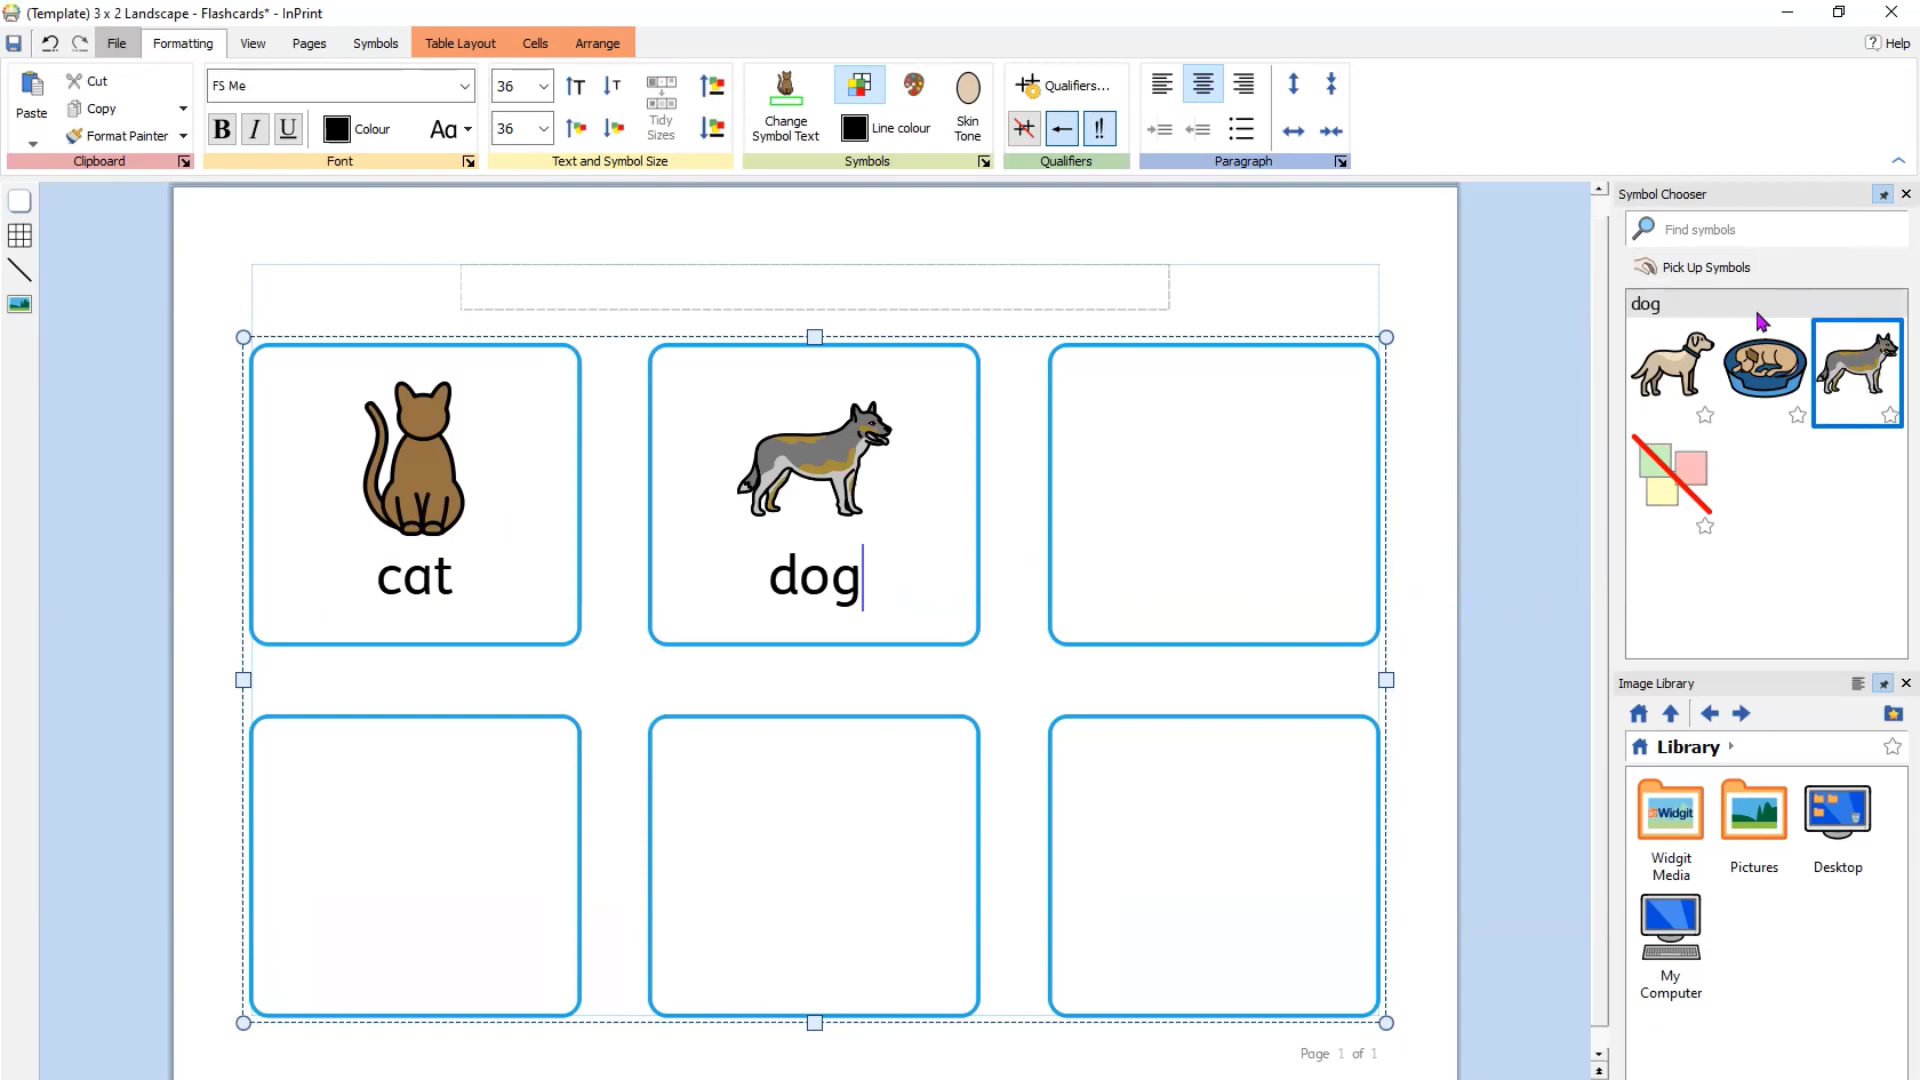 (Template) 3 x 2 Landscape - Flashcards* - InPrint
File Formatting View Pages Symbols Table Layout Cells Arrange Help
Paste
Cut
Copy
Format Painter
Clipboard
FS Me
B I U Colour Aa
Font
36
36
Tidy
Sizes
Text and Symbol Size
Change
Symbol Text
Line colour
Skin
Tone
Symbols
Qualifiers...
Qualifiers
Paragraph
cat
dog
Page 1 of 1
Symbol Chooser
Find symbols
Pick Up Symbols
dog
Image Library
Library
Widgit
Widgit
Media
Pictures
Desktop
My
Computer